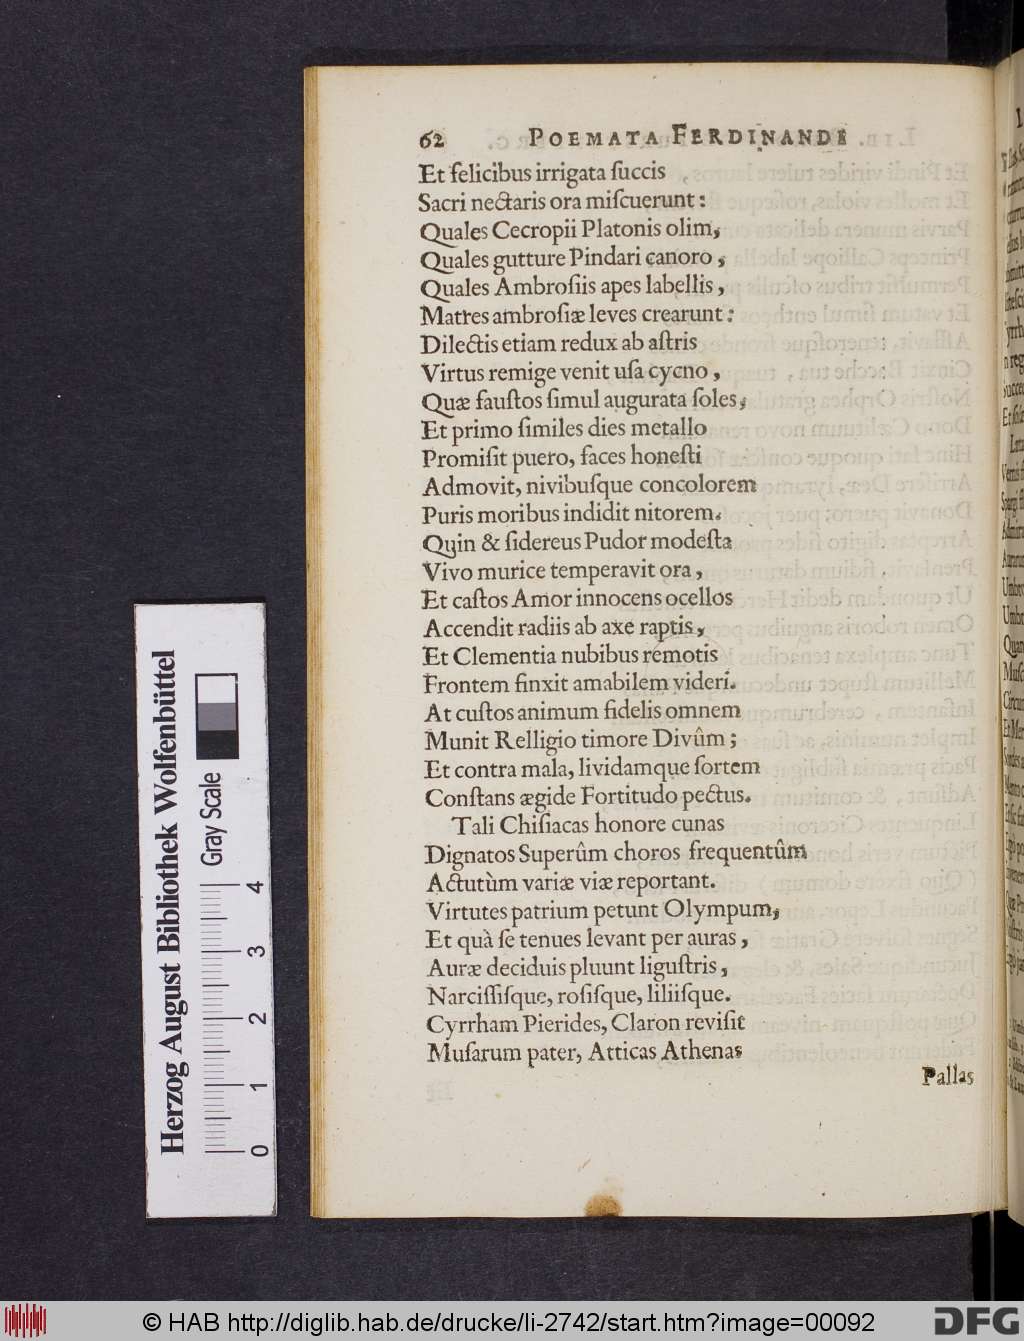 62 POEMATA FERDINANDI
Et felicibus irrigata ſuccis
Sacri nectaris ora miſcuerunt:
Quales Cecropii Platonis olim,
Quales gutture Pindari canoro,
Quales Ambroſiis apes labellis,
Matres ambroſiæ leves crearunt:
Dilectis etiam redux ab aſtris
Virtus remige venit uſa cycno,
Quæ fauſtos ſimul augurata ſoles,
Et primo ſimiles dies metallo
Promiſit puero, faces honeſti
Admovit, nivibuſque concolorem
Puris moribus indidit nitorem.
Quin & ſidereus Pudor modeſta
Vivo murice temperavit ora,
Et caſtos Amor innocens ocellos
Accendit radiis ab axe raptis,
Et Clementia nubibus remotis
Frontem finxit amabilem videri.
At cuſtos animum fidelis omnem
Munit Relligio timore Divûm;
Et contra mala, lividamque ſortem
Conſtans ægide Fortitudo pectus.
Tali Chiſiacas honore cunas
Dignatos Superûm choros frequentûm
Actutùm variæ viæ reportant.
Virtutes patrium petunt Olympum,
Et quà ſe tenues levant per auras,
Auræ deciduis pluunt liguſtris,
Narciſſiſque, roſiſque, liliiſque.
Cyrrham Pierides, Claron reviſit
Muſarum pater, Atticas Athenas
Pallas
Herzog August Bibliothek Wolfenbüttel
Gray Scale
0 1 2 3 4
© HAB http://diglib.hab.de/drucke/li-2742/start.htm?image=00092
DFG